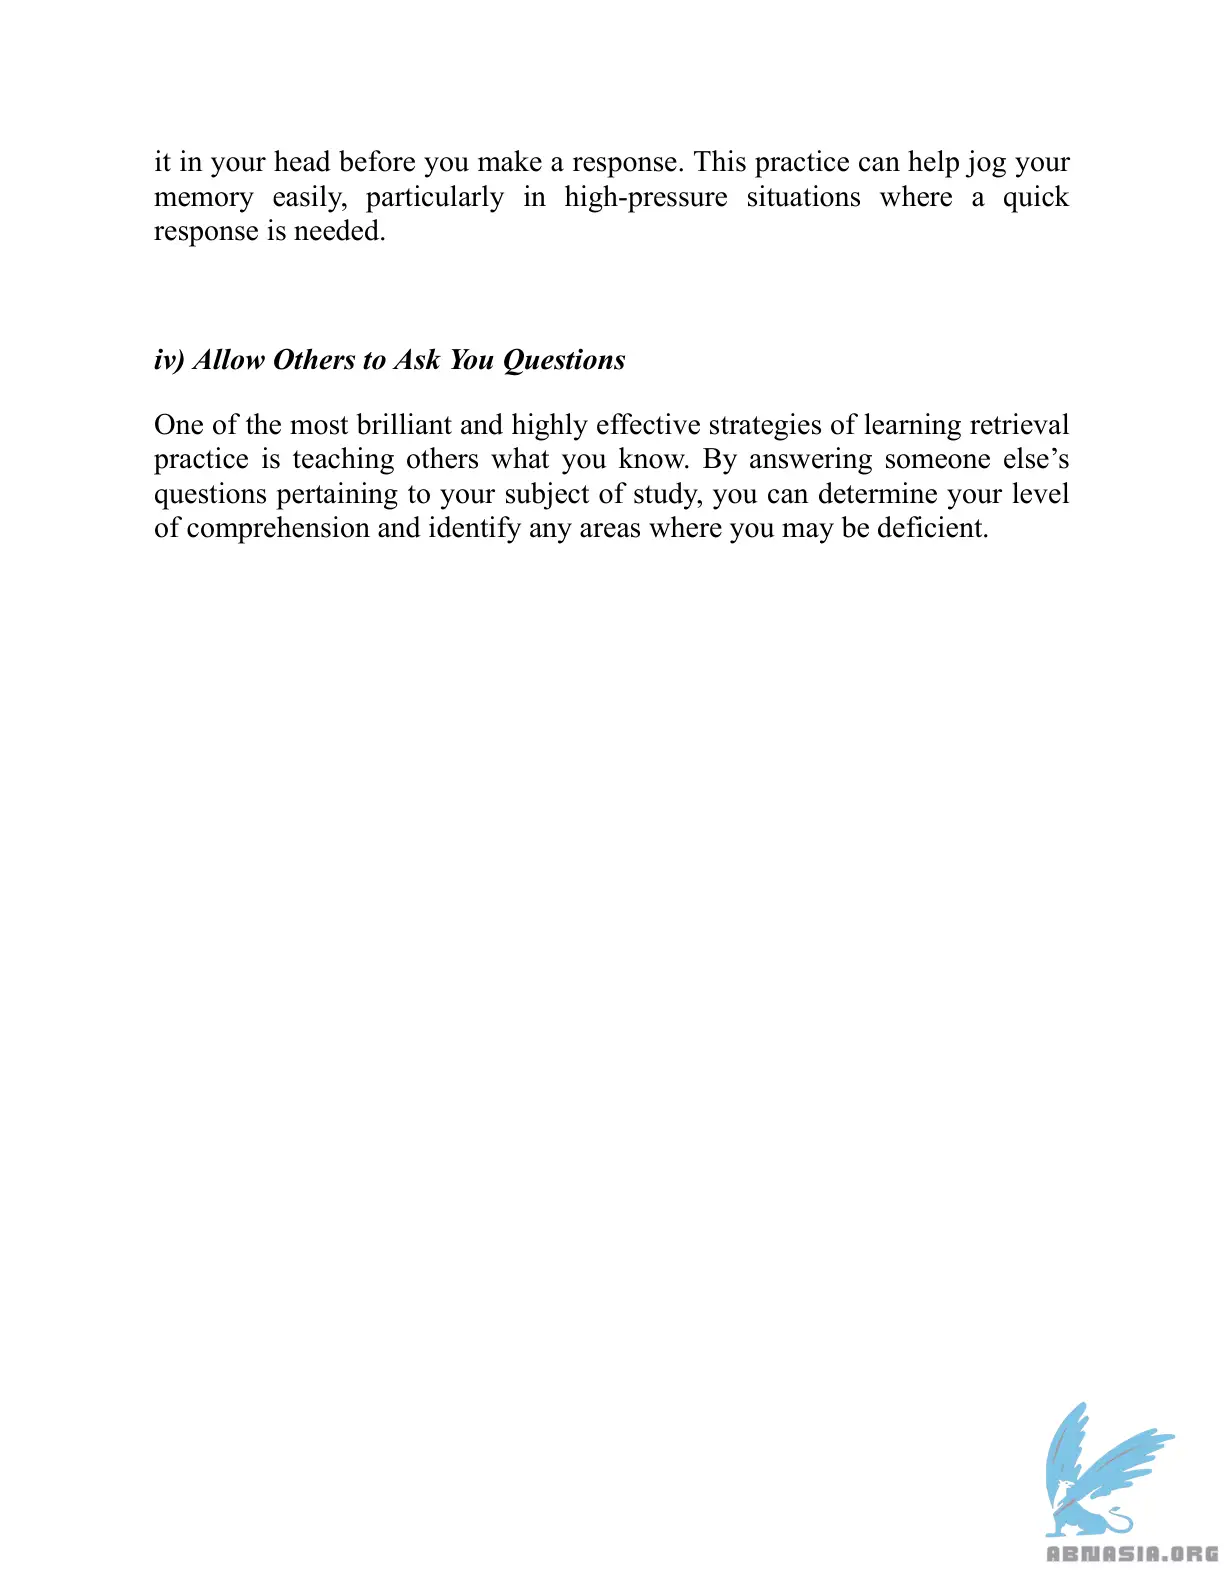 it in your head before you make a response. This practice can help jog your
memory easily, particularly in high-pressure situations where a quick
response is needed.
iv) Allow Others to Ask You Questions
One of the most brilliant and highly effective strategies of learning retrieval
practice is teaching others what you know. By answering someone else’s
questions pertaining to your subject of study, you can determine your level
of comprehension and identify any areas where you may be deficient.
ABNASIA.ORG